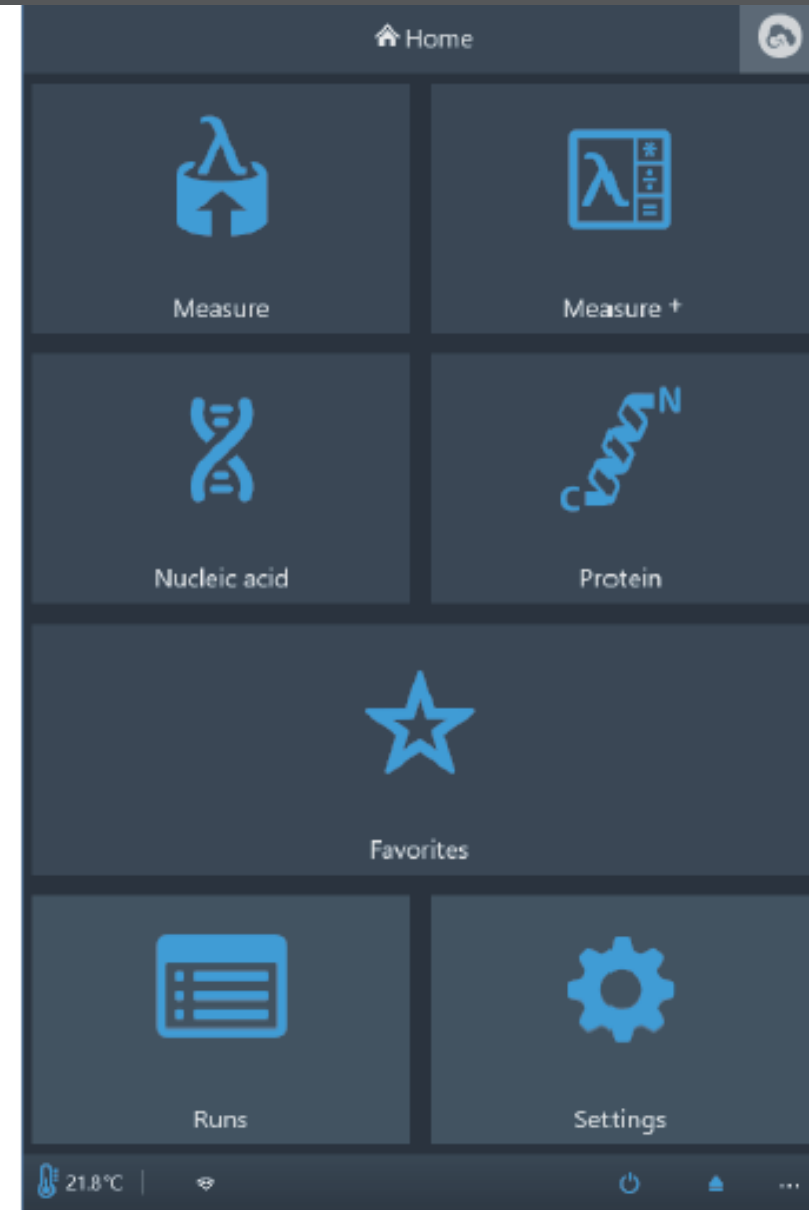 Home
λ
Measure
λ * ÷ =
Measure +
Nucleic acid
N
C
Protein
Favorites
Runs
Settings
21.8°C
...